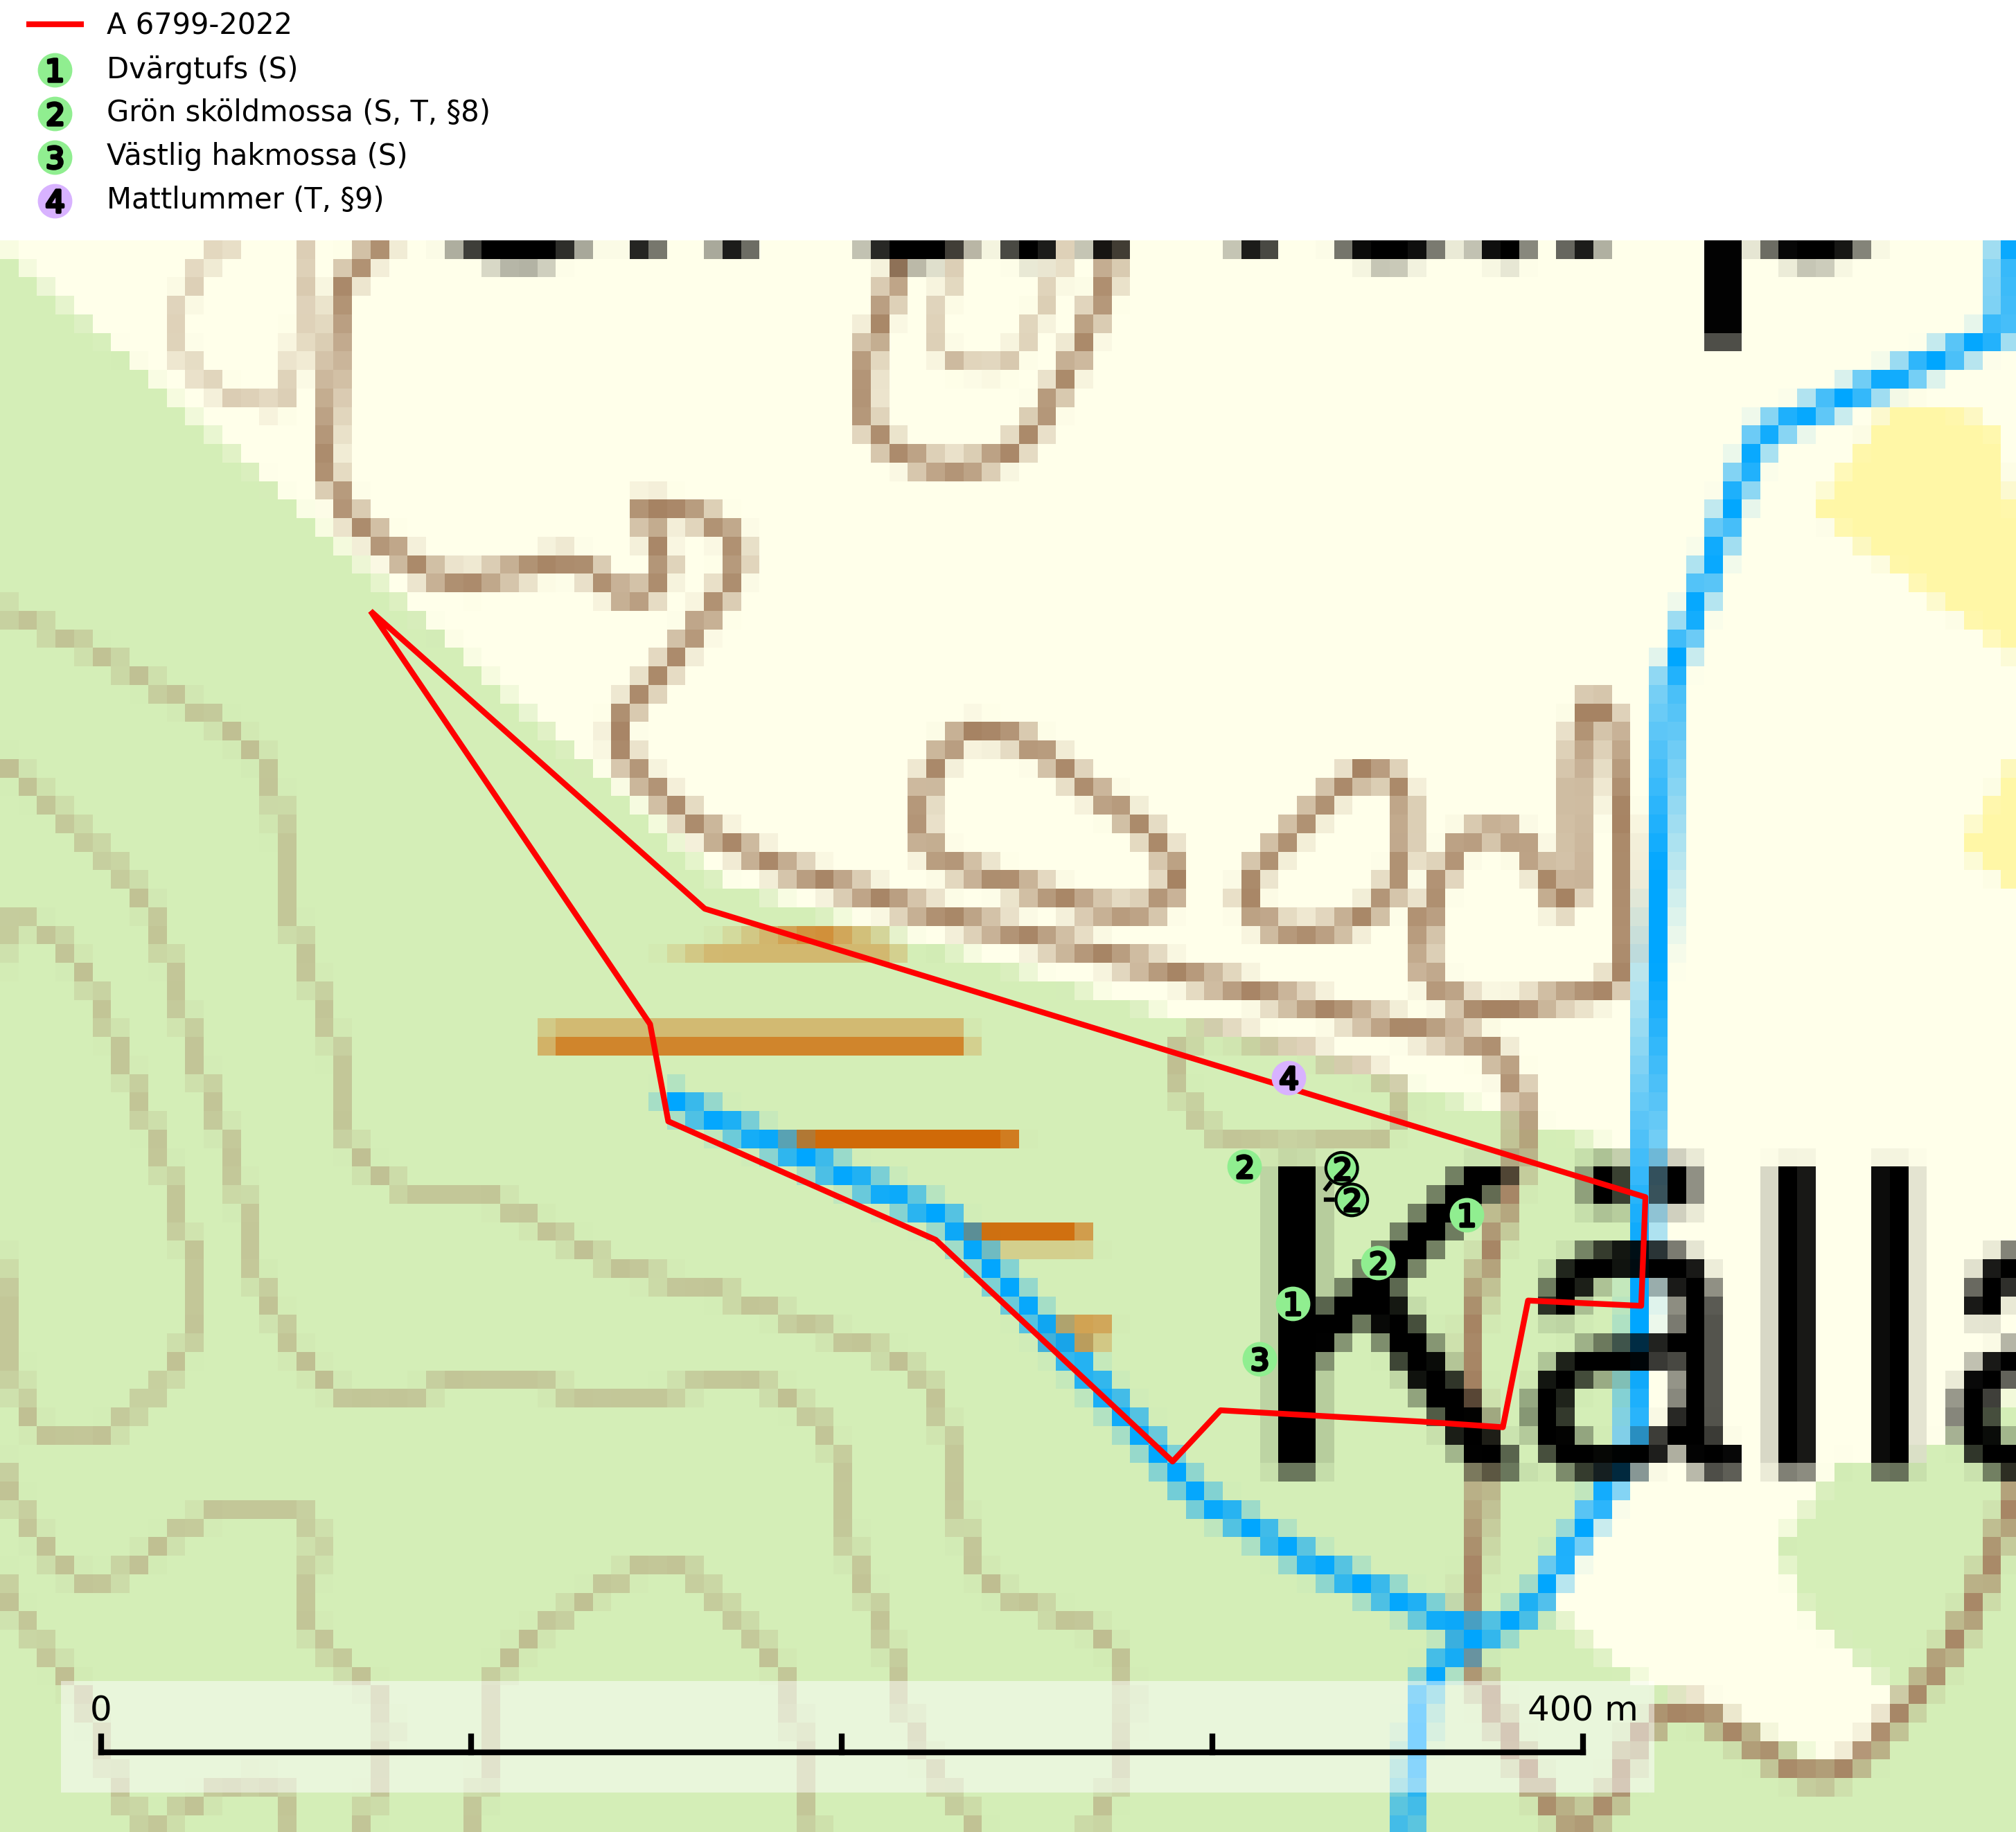 A 6799-2022
1 Dvärgtufs (S)
2 Grön sköldmossa (S, T, §8)
3 Västlig hakmossa (S)
4 Mattlummer (T, §9)
4
2 2
2
1
2
1
3
0 400 m